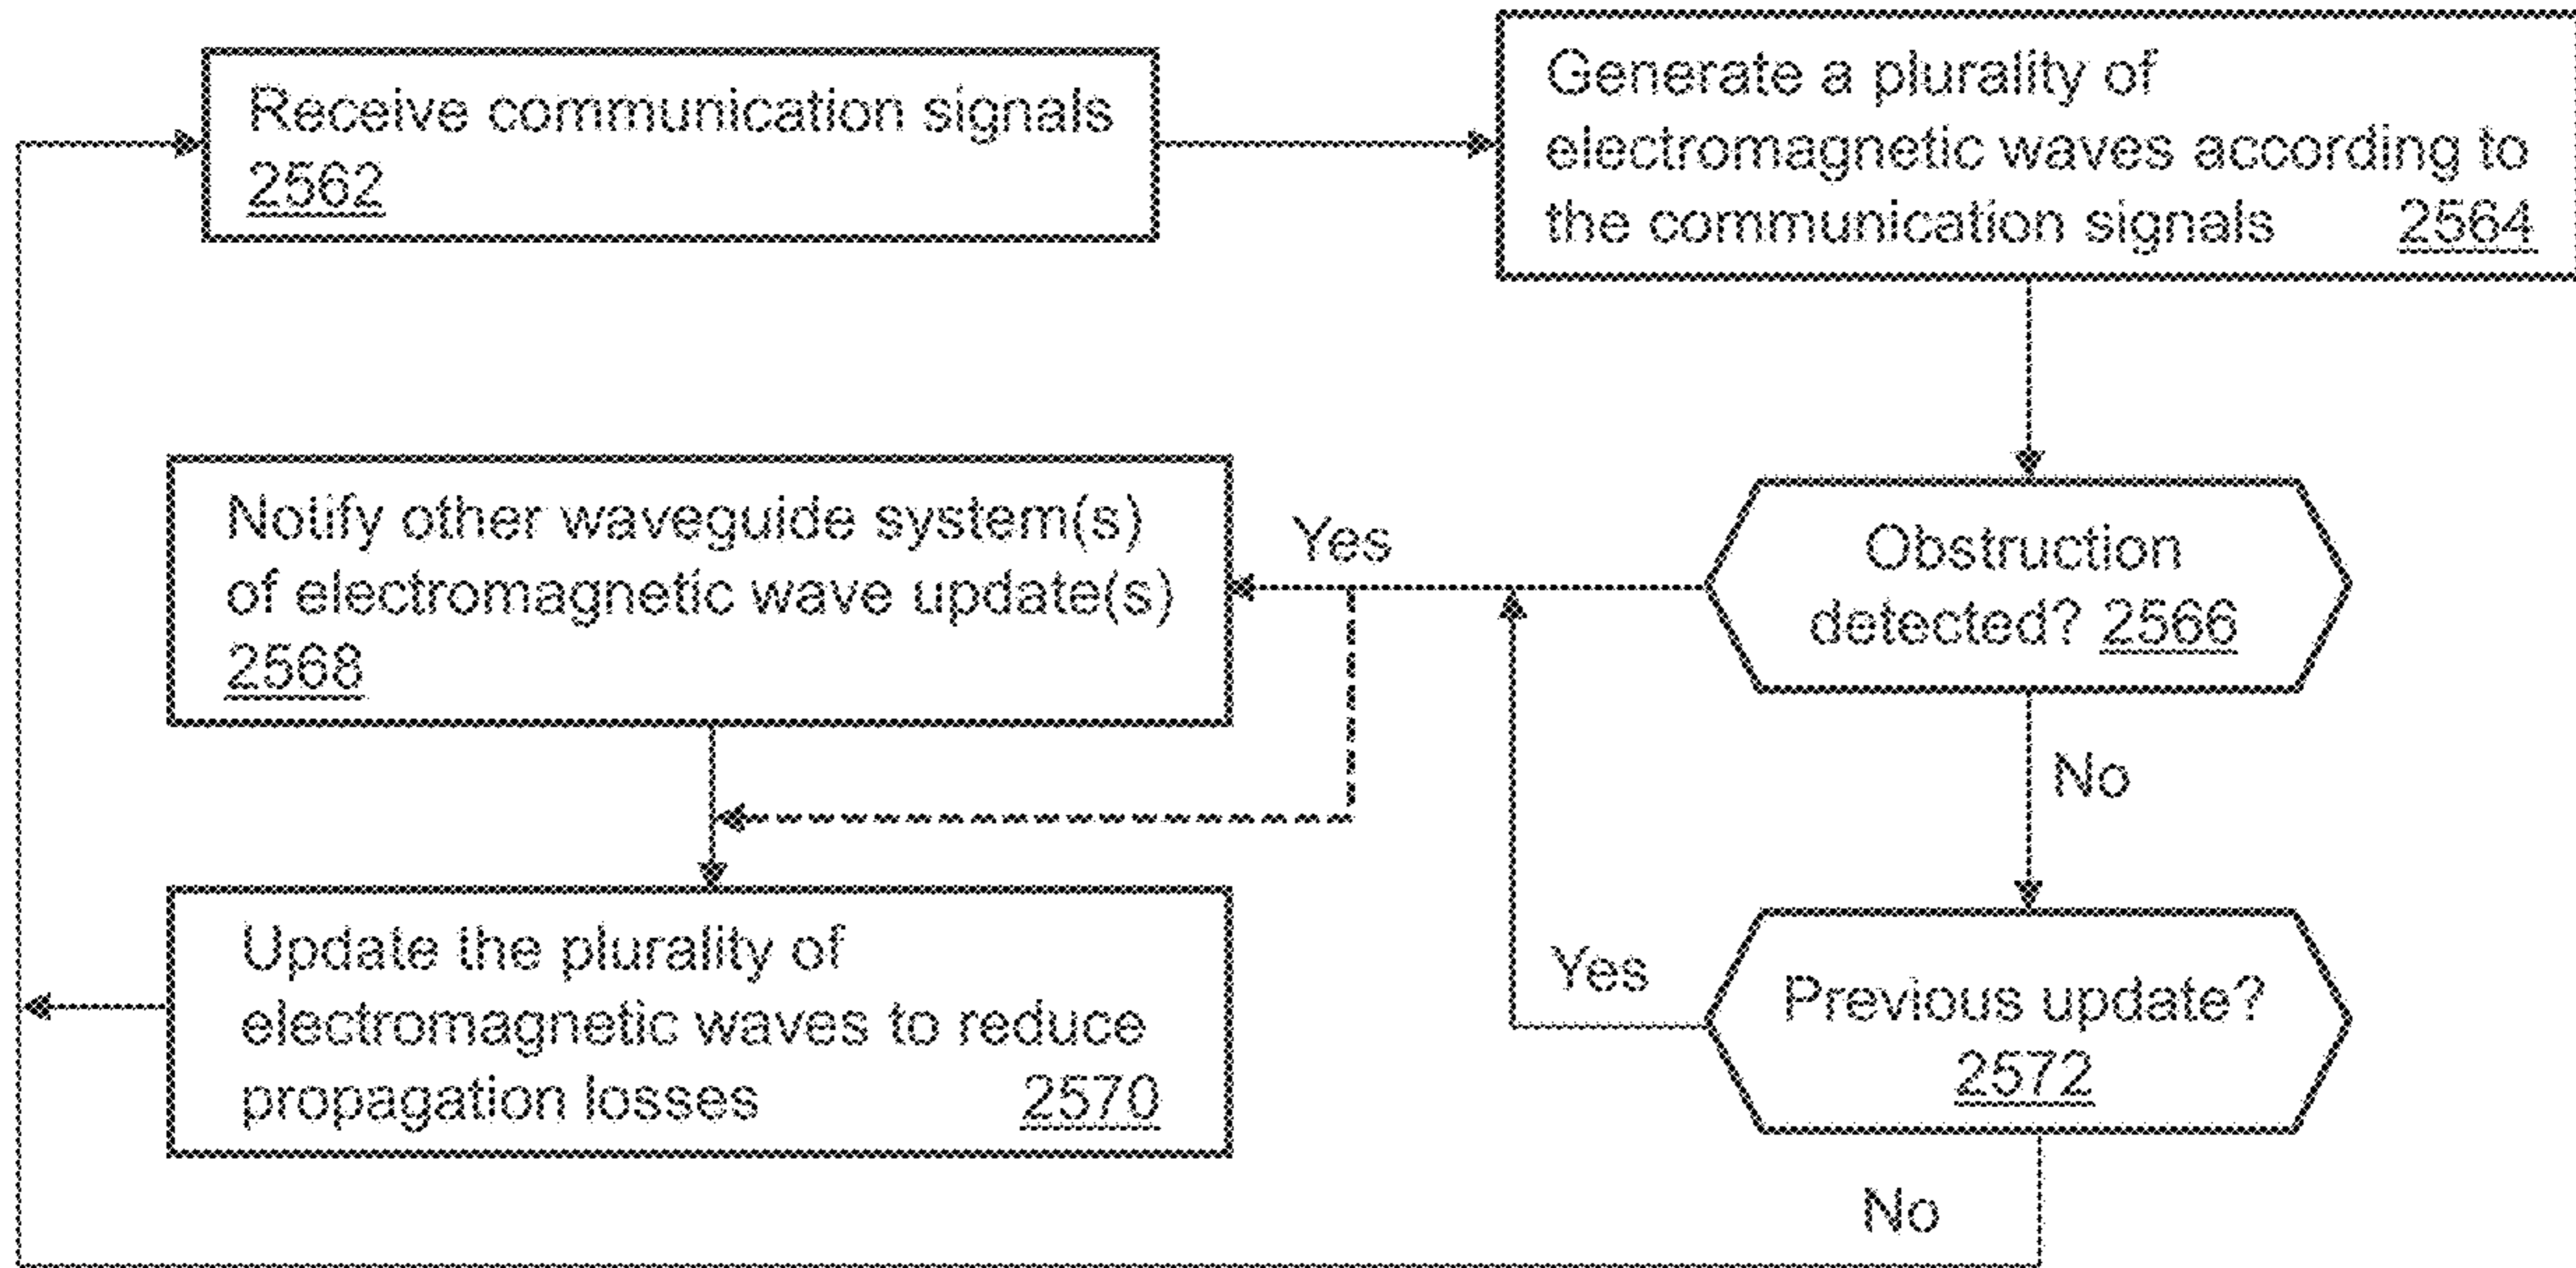 Receive communication signals
2562
Generate a plurality of
electromagnetic waves according to
the communication signals 2564
Obstruction
detected? 2566
Yes
Notify other waveguide system(s)
of electromagnetic wave update(s)
2568
No
Previous update?
2572
Yes
Update the plurality of
electromagnetic waves to reduce
propagation losses 2570
No